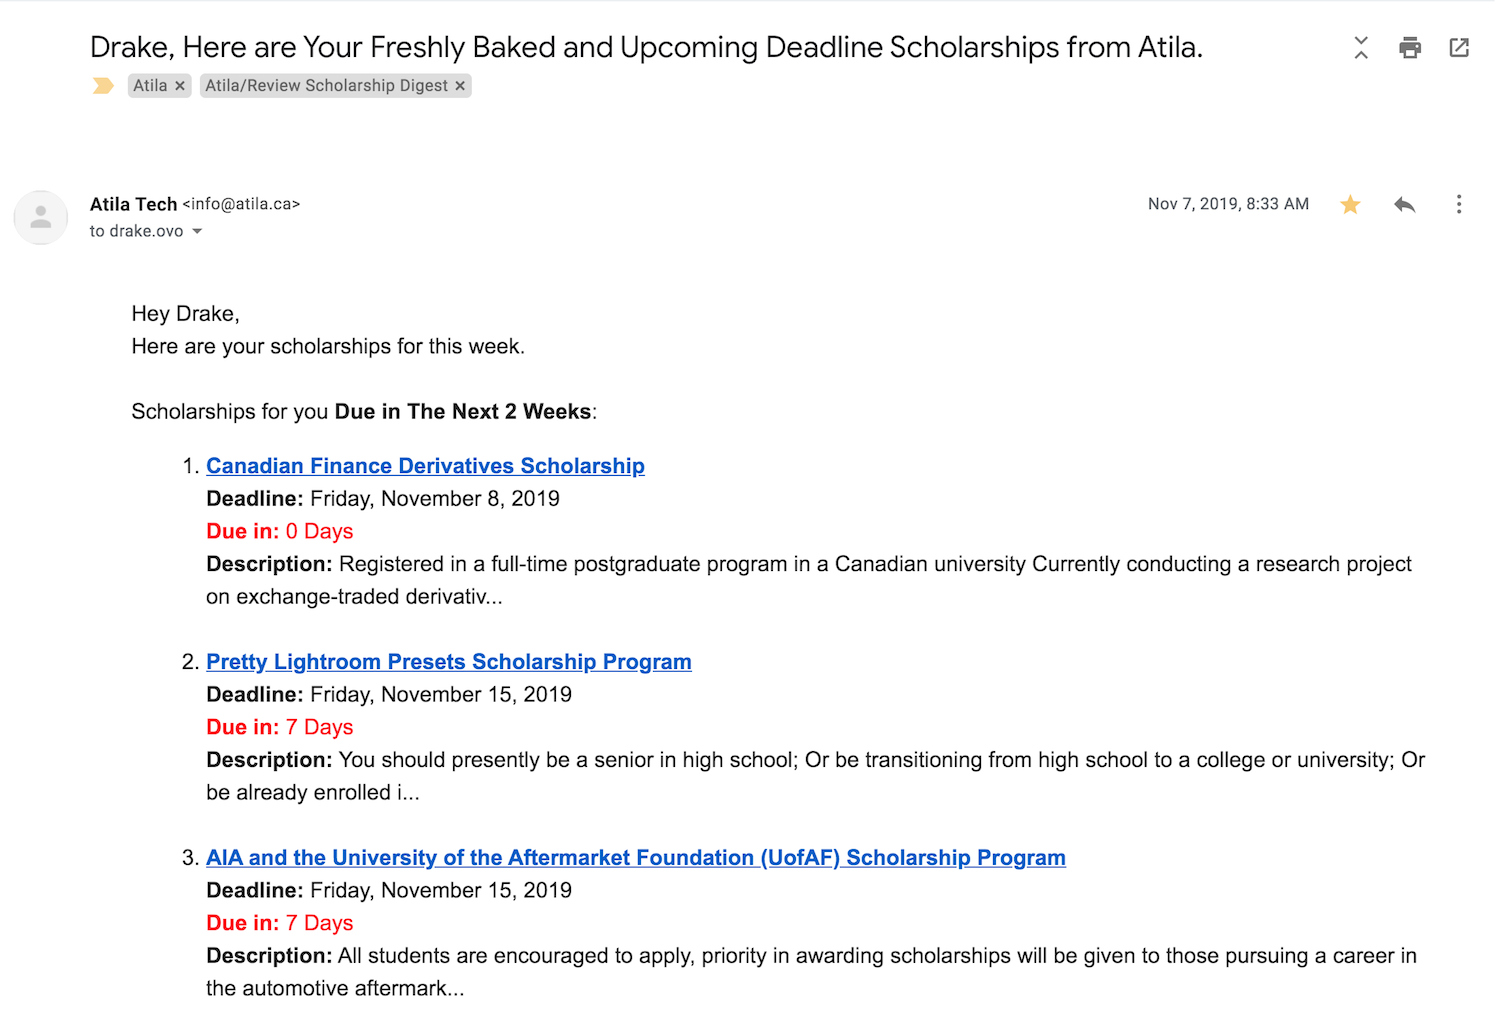 Drake, Here are Your Freshly Baked and Upcoming Deadline Scholarships from Atila.
Atila × Atila/Review Scholarship Digest ×
Atila Tech <info@atila.ca> Nov 7, 2019, 8:33 AM
to drake.ovo
Hey Drake,
Here are your scholarships for this week.
Scholarships for you Due in The Next 2 Weeks:
1. Canadian Finance Derivatives Scholarship
Deadline: Friday, November 8, 2019
Due in: 0 Days
Description: Registered in a full-time postgraduate program in a Canadian university Currently conducting a research project
on exchange-traded derivativ...
2. Pretty Lightroom Presets Scholarship Program
Deadline: Friday, November 15, 2019
Due in: 7 Days
Description: You should presently be a senior in high school; Or be transitioning from high school to a college or university; Or
be already enrolled i...
3. AIA and the University of the Aftermarket Foundation (UofAF) Scholarship Program
Deadline: Friday, November 15, 2019
Due in: 7 Days
Description: All students are encouraged to apply, priority in awarding scholarships will be given to those pursuing a career in
the automotive aftermark...